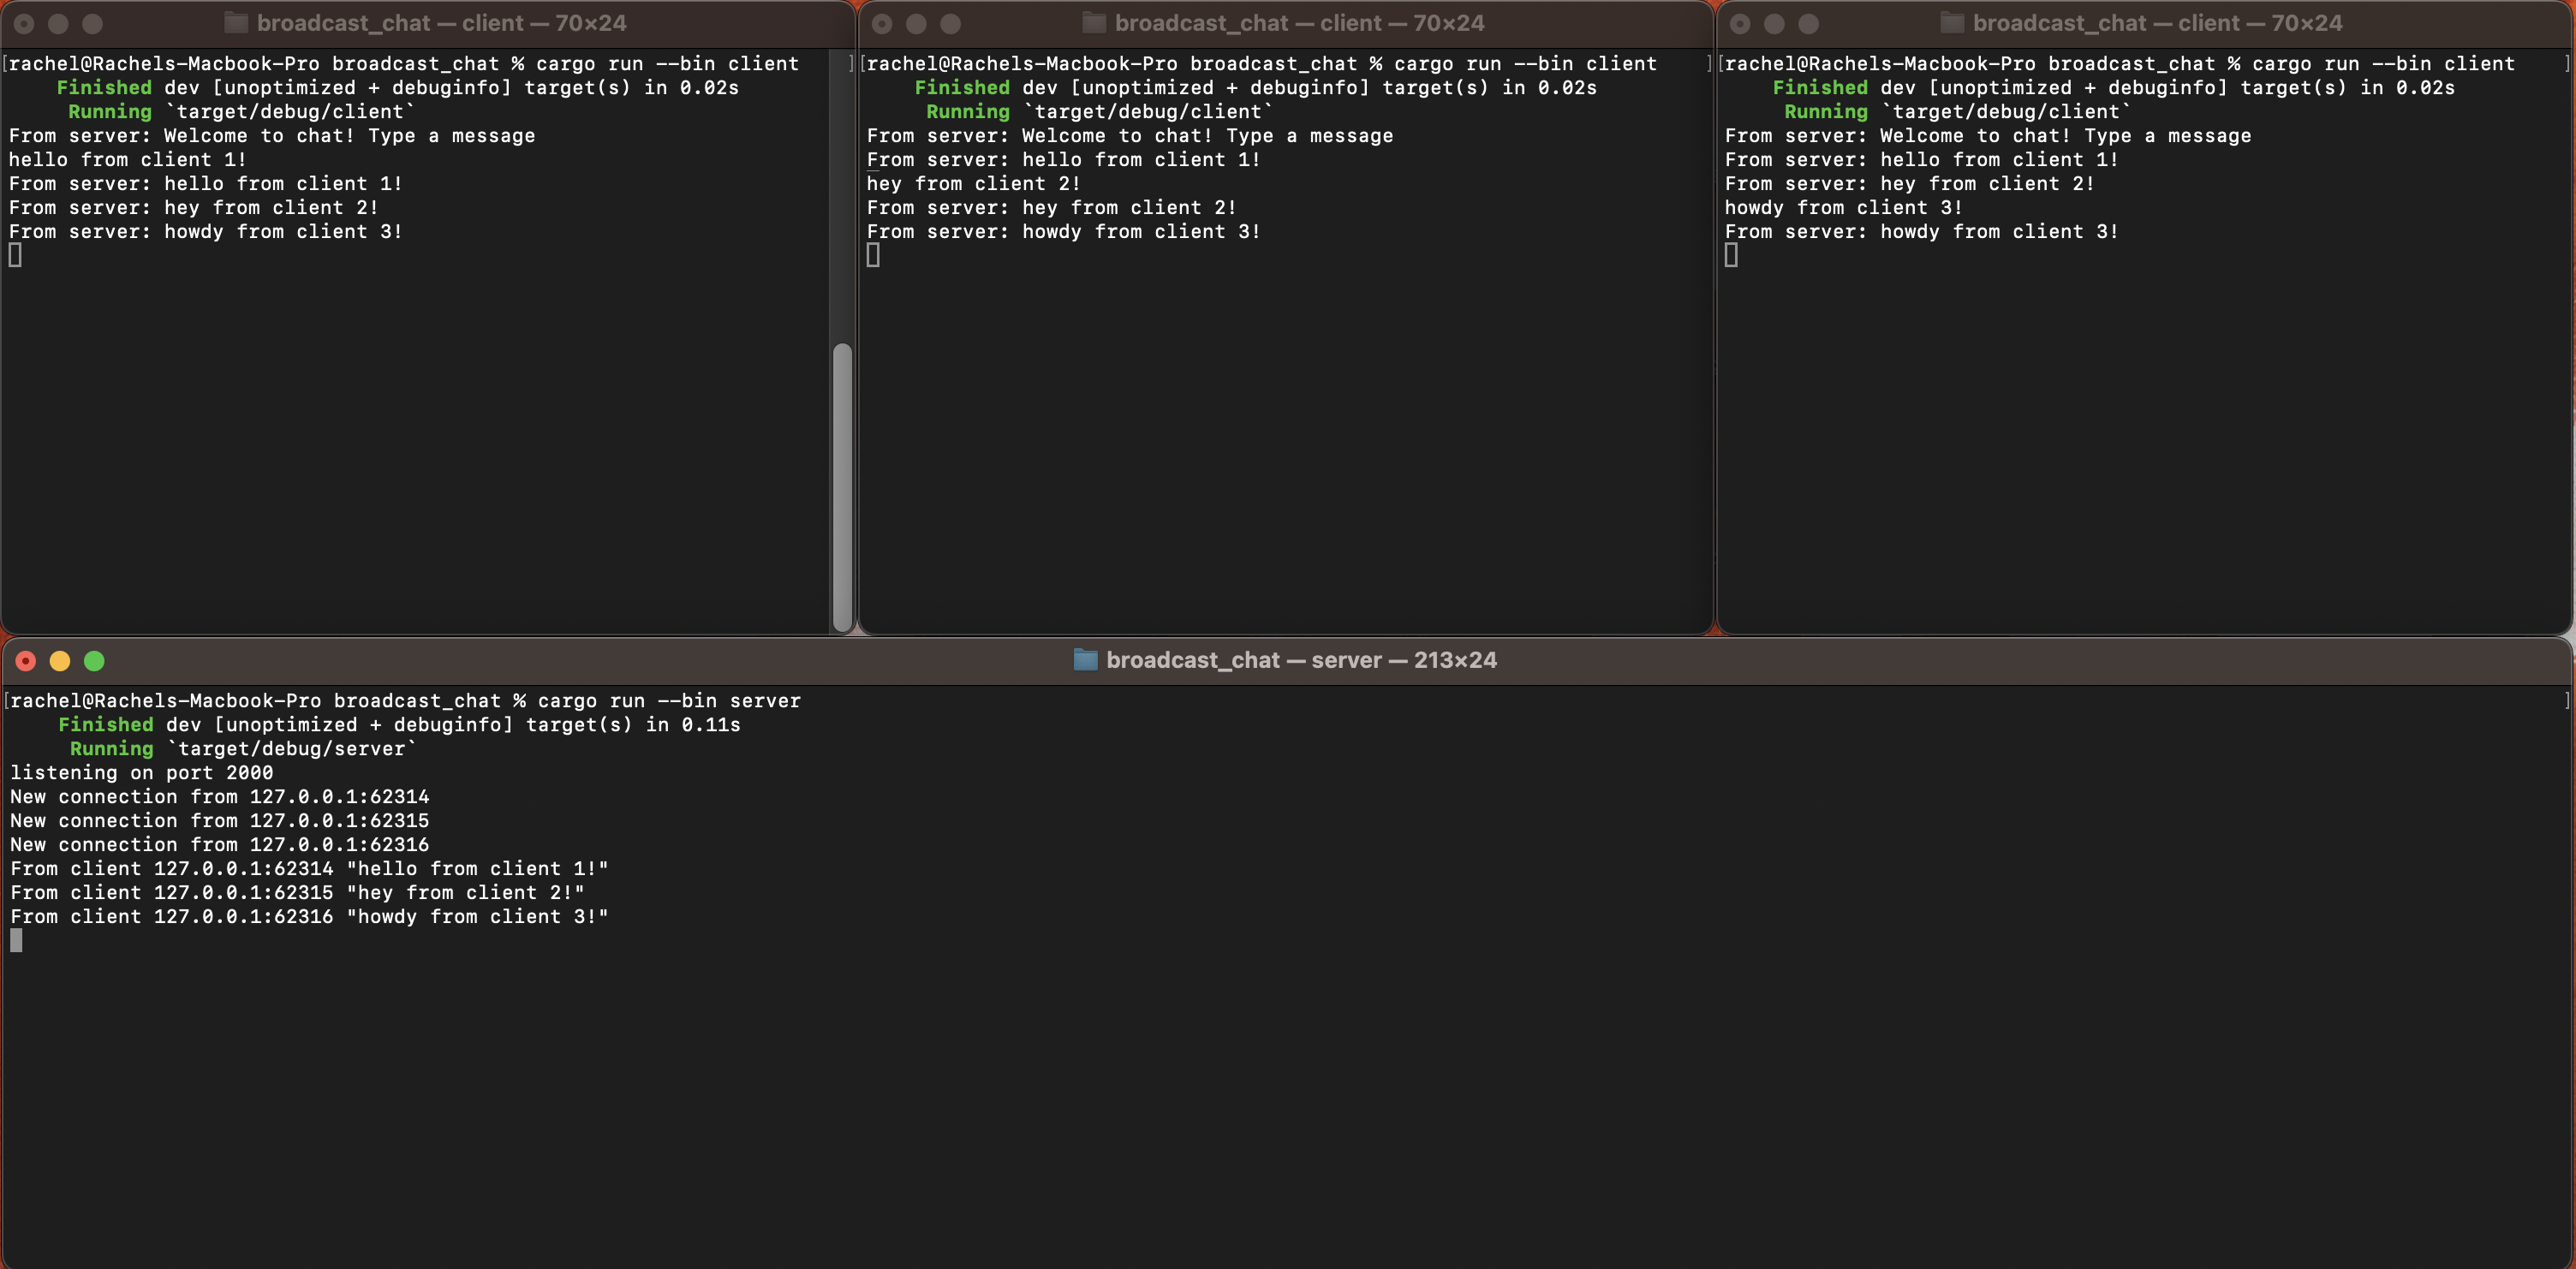 broadcast_chat — client — 70×24
[rachel@Rachels-Macbook-Pro broadcast_chat % cargo run --bin client ]
Finished dev [unoptimized + debuginfo] target(s) in 0.02s
Running `target/debug/client`
From server: Welcome to chat! Type a message
hello from client 1!
From server: hello from client 1!
From server: hey from client 2!
From server: howdy from client 3!
broadcast_chat — client — 70×24
[rachel@Rachels-Macbook-Pro broadcast_chat % cargo run --bin client ]
Finished dev [unoptimized + debuginfo] target(s) in 0.02s
Running `target/debug/client`
From server: Welcome to chat! Type a message
From server: hello from client 1!
hey from client 2!
From server: hey from client 2!
From server: howdy from client 3!
broadcast_chat — client — 70×24
[rachel@Rachels-Macbook-Pro broadcast_chat % cargo run --bin client ]
Finished dev [unoptimized + debuginfo] target(s) in 0.02s
Running `target/debug/client`
From server: Welcome to chat! Type a message
From server: hello from client 1!
From server: hey from client 2!
howdy from client 3!
From server: howdy from client 3!
broadcast_chat — server — 213×24
[rachel@Rachels-Macbook-Pro broadcast_chat % cargo run --bin server ]
Finished dev [unoptimized + debuginfo] target(s) in 0.11s
Running `target/debug/server`
listening on port 2000
New connection from 127.0.0.1:62314
New connection from 127.0.0.1:62315
New connection from 127.0.0.1:62316
From client 127.0.0.1:62314 "hello from client 1!"
From client 127.0.0.1:62315 "hey from client 2!"
From client 127.0.0.1:62316 "howdy from client 3!"